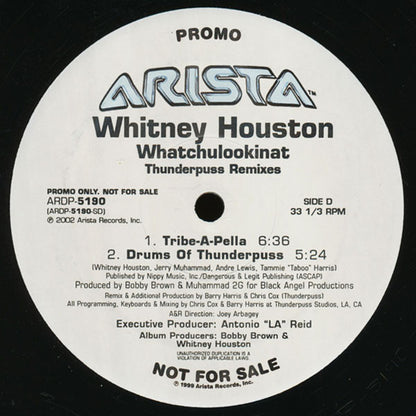 PROMO
ARISTA™
Whitney Houston
Whatchulookinat
Thunderpuss Remixes
PROMO ONLY. NOT FOR SALE
ARDP-5190
(ARDP-5190-SD)
℗ 2002 Arista Records, Inc.
SIDE D
33 1/3 RPM
1. Tribe-A-Pella 6:36
2. Drums Of Thunderpuss 5:24
(Whitney Houston, Jerry Muhammad, Andre Lewis, Tammie "Taboo" Harris)
Published by Nippy Music, Inc./Dangerous & Legit Publishing (ASCAP)
Produced by Bobby Brown & Muhammad 2G for Black Angel Productions
Remix & Additional Production by Barry Harris & Chris Cox (Thunderpuss)
All Programming, Keyboards & Mixing by Chris Cox & Barry Harris at Thunderpuss Studios, LA, CA
A&R Direction: Joey Arbagey
Executive Producer: Antonio "LA" Reid
Album Producers: Bobby Brown &
Whitney Houston
UNAUTHORIZED DUPLICATION IS A
VIOLATION OF APPLICABLE LAWS.
NOT FOR SALE
℗ 1999 Arista Records, Inc.